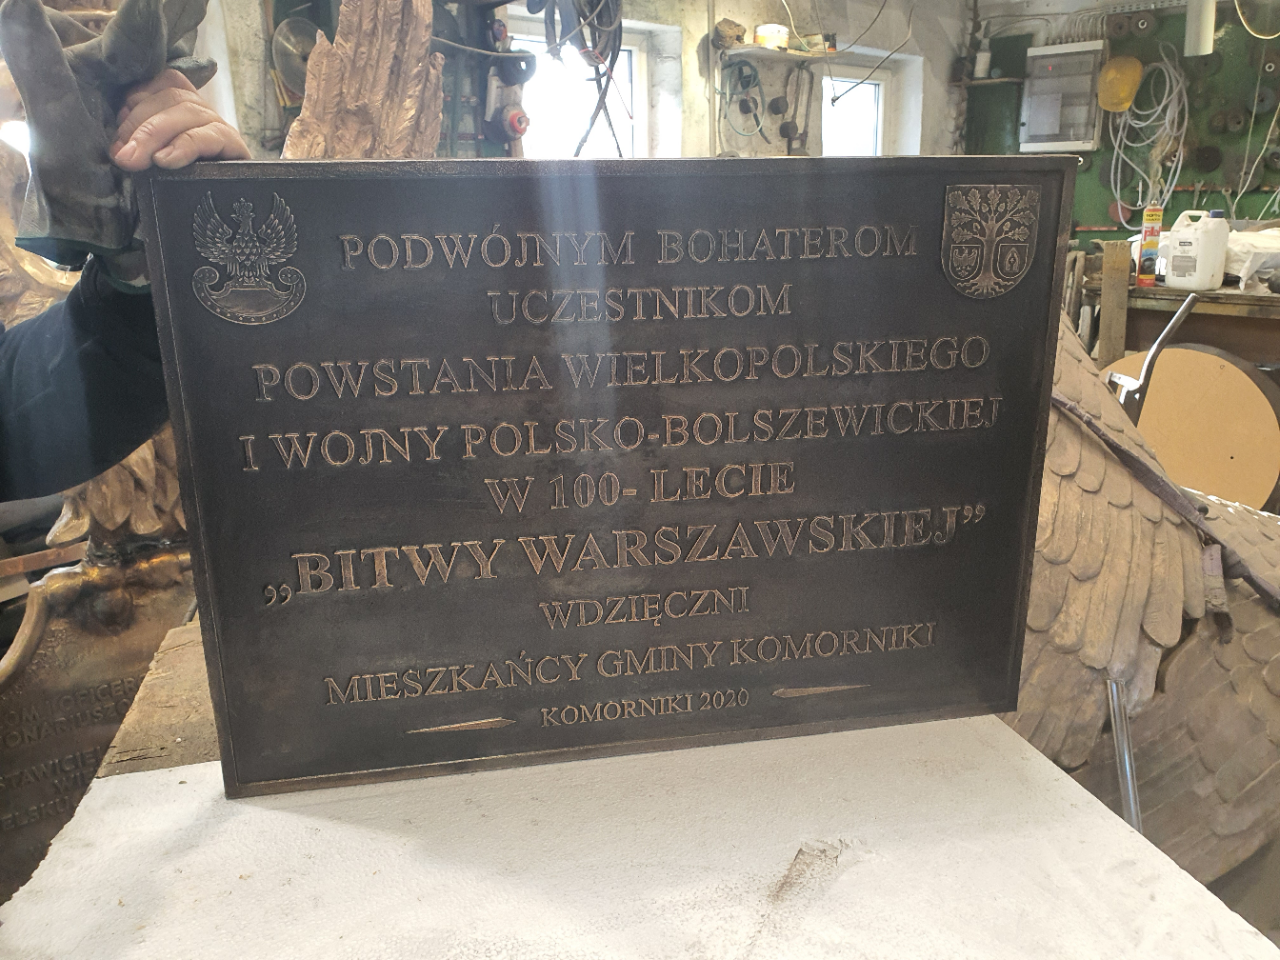 PODWÓJNYM BOHATEROM
UCZESTNIKOM
POWSTANIA WIELKOPOLSKIEGO
I WOJNY POLSKO-BOLSZEWICKIEJ
W 100- LECIE
„BITWY WARSZAWSKIEJ”
WDZIĘCZNI
MIESZKAŃCY GMINY KOMORNIKI
KOMORNIKI 2020